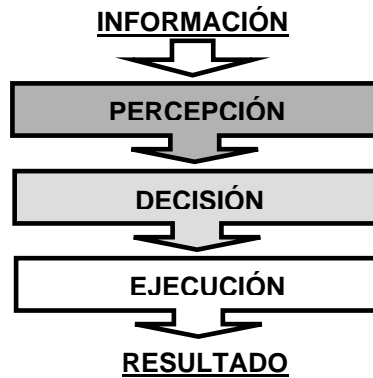 INFORMACIÓN
PERCEPCIÓN
DECISIÓN
EJECUCIÓN
RESULTADO